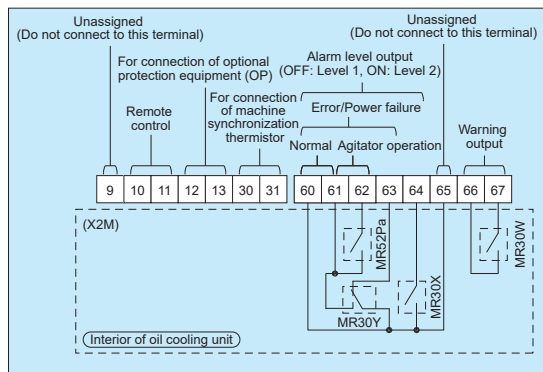 Unassigned
(Do not connect to this terminal)
Unassigned
(Do not connect to this terminal)
For connection of optional
protection equipment (OP)
Alarm level output
(OFF: Level 1, ON: Level 2)
For connection
of machine
synchronization
thermistor
Error/Power failure
Remote
control
Warning
output
Normal
Agitator operation
9 10 11 12 13 30 31 60 61 62 63 64 65 66 67
(X2M)
MR52Pa
MR30W
MR30X
MR30Y
Interior of oil cooling unit